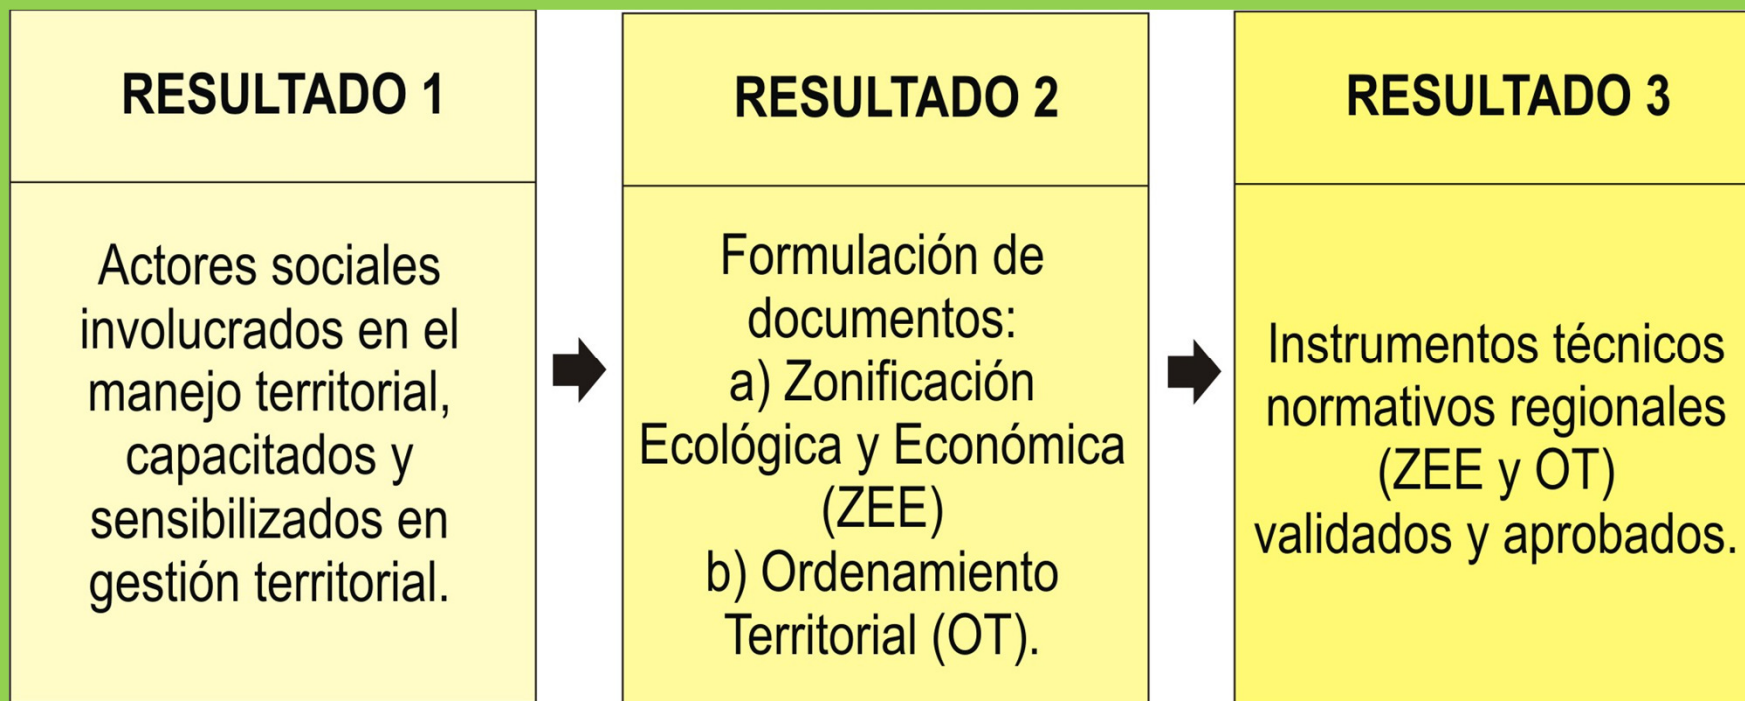 RESULTADO 1
Actores sociales
involucrados en el
manejo territorial,
capacitados y
sensibilizados en
gestión territorial.
RESULTADO 2
Formulación de
documentos:
a) Zonificación
Ecológica y Económica
(ZEE)
b) Ordenamiento
Territorial (OT).
RESULTADO 3
Instrumentos técnicos
normativos regionales
(ZEE y OT)
validados y aprobados.